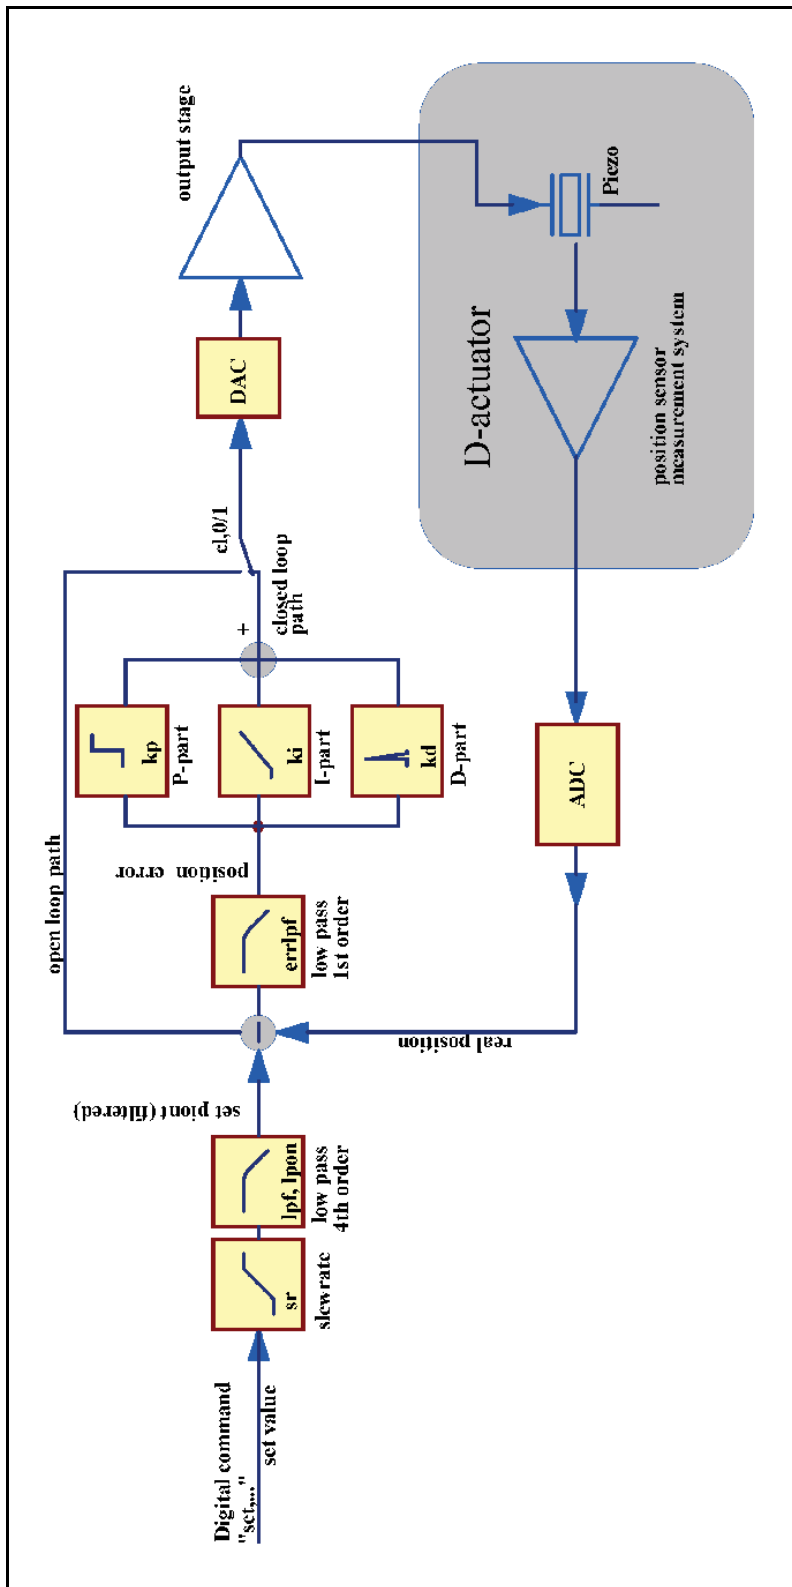 Digital command
"set,..."
set value
sr
slewrate
lpf, lpon
low pass
4th order
set piont (filtered)
open loop path
real position
errlpf
low pass
1st order
position error
kp
P-part
ki
I-part
kd
D-part
+
closed loop
path
cl,0/1
DAC
output stage
ADC
D-actuator
position sensor
measurement system
Piezo